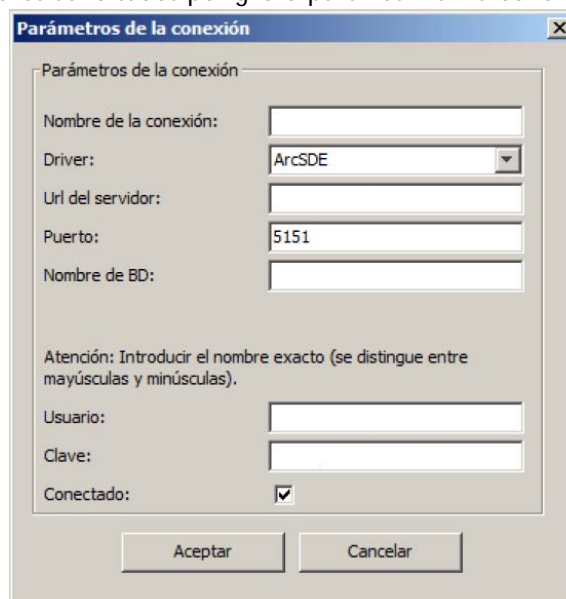 Parámetros de la conexión
Parámetros de la conexión
Nombre de la conexión:
Driver: ArcSDE
Url del servidor:
Puerto: 5151
Nombre de BD:
Atención: Introducir el nombre exacto (se distingue entre
mayúsculas y minúsculas).
Usuario:
Clave:
Conectado:
Aceptar Cancelar